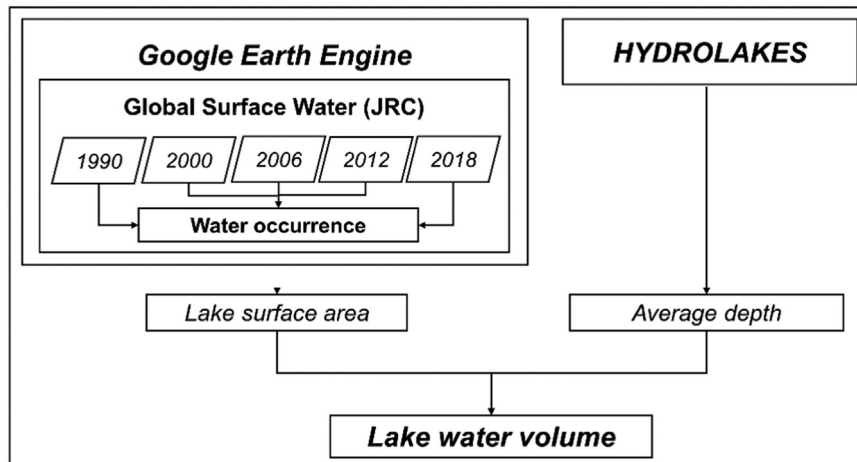 Google Earth Engine
HYDROLAKES
Global Surface Water (JRC)
1990
2000
2006
2012
2018
Water occurrence
Lake surface area
Average depth
Lake water volume